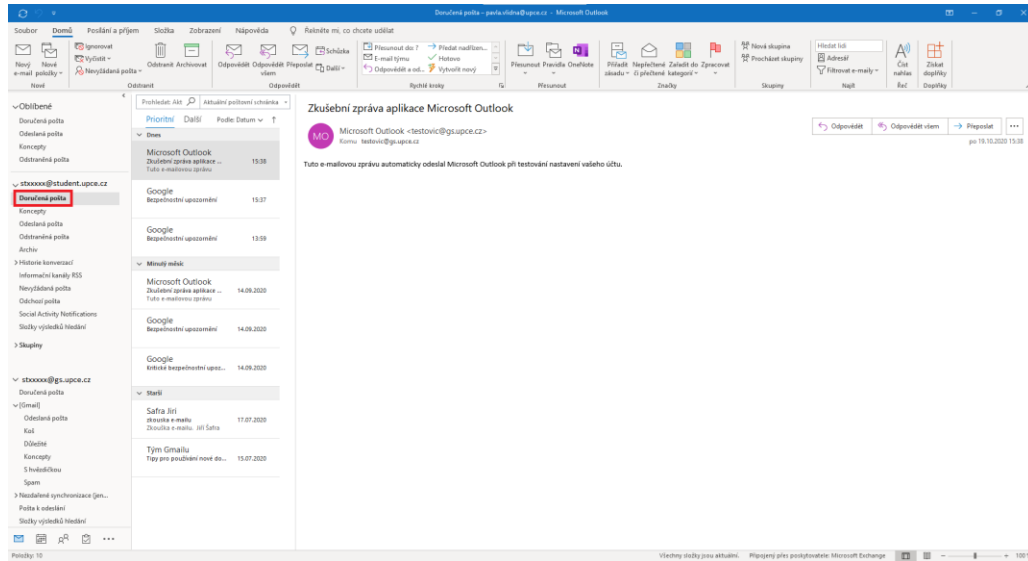 Doručená pošta – pavla.vlidna@upce.cz - Microsoft Outlook
Soubor Domů Poslání a příjem Složka Zobrazení Nápověda Řekněte mi, co chcete udělat
Nový e-mail
Nové položky
Nový
Ignorovat
Vyčistit
Nevyžádaná pošta
Odstranit
Archivovat
Odstranit
Odpovědět
Odpovědět všem
Přeposlat
Schůzka
Další
Odpovědět
Přesunout do ?
E-mail týmu
Odpovědět a od...
Předat nadřízen...
Hotovo
Vytvořit nový
Rychlé kroky
Přesunout
Pravidla
OneNote
Přesunout
Přiřadit zásadu
Nepřečtené či přečtené
Zařadit do kategorií
Zpracovat
Značky
Nová skupina
Procházet skupiny
Skupiny
Hledat lidi
Adresář
Filtrovat e-maily
Najít
Číst nahlas
Řeč
Získat doplňky
Doplňky
Oblíbené
Doručená pošta
Odeslaná pošta
Koncepty
Odstraněná pošta
stxxxxx@student.upce.cz
Doručená pošta
Koncepty
Odeslaná pošta
Odstraněná pošta
Archiv
Historie konverzací
Informační kanály RSS
Nevyžádaná pošta
Odchozí pošta
Social Activity Notifications
Složky výsledků hledání
Skupiny
stxxxxx@gs.upce.cz
Doručená pošta
[Gmail]
Odeslaná pošta
Koš
Důležité
Koncepty
S hvězdičkou
Spam
Nezdařené synchronizace (jen...
Pošta k odeslání
Složky výsledků hledání
Prohledat: Akt Aktuální poštovní schránka
Prioritní Další Podle: Datum
Dnes
Microsoft Outlook
Zkušební zpráva aplikace ... 15:38
Tuto e-mailovou zprávu
Google
Bezpečnostní upozornění 15:37
Google
Bezpečnostní upozornění 13:59
Minulý měsíc
Microsoft Outlook
Zkušební zpráva aplikace ... 14.09.2020
Tuto e-mailovou zprávu
Google
Bezpečnostní upozornění 14.09.2020
Google
Kritické bezpečnostní upoz... 14.09.2020
Starší
Safra Jiri
zkouska e-mailu 17.07.2020
Zkouška e-mailu. Jiří Šafra
Tým Gmailu
Tipy pro používání nové do... 15.07.2020
Zkušební zpráva aplikace Microsoft Outlook
MO
Microsoft Outlook <testovic@gs.upce.cz>
Komu testovic@gs.upce.cz
Odpovědět Odpovědět všem Přeposlat
po 19.10.2020 15:38
Tuto e-mailovou zprávu automaticky odeslal Microsoft Outlook při testování nastavení vašeho účtu.
Položky: 10
Všechny složky jsou aktuální. Připojený přes poskytovatele: Microsoft Exchange